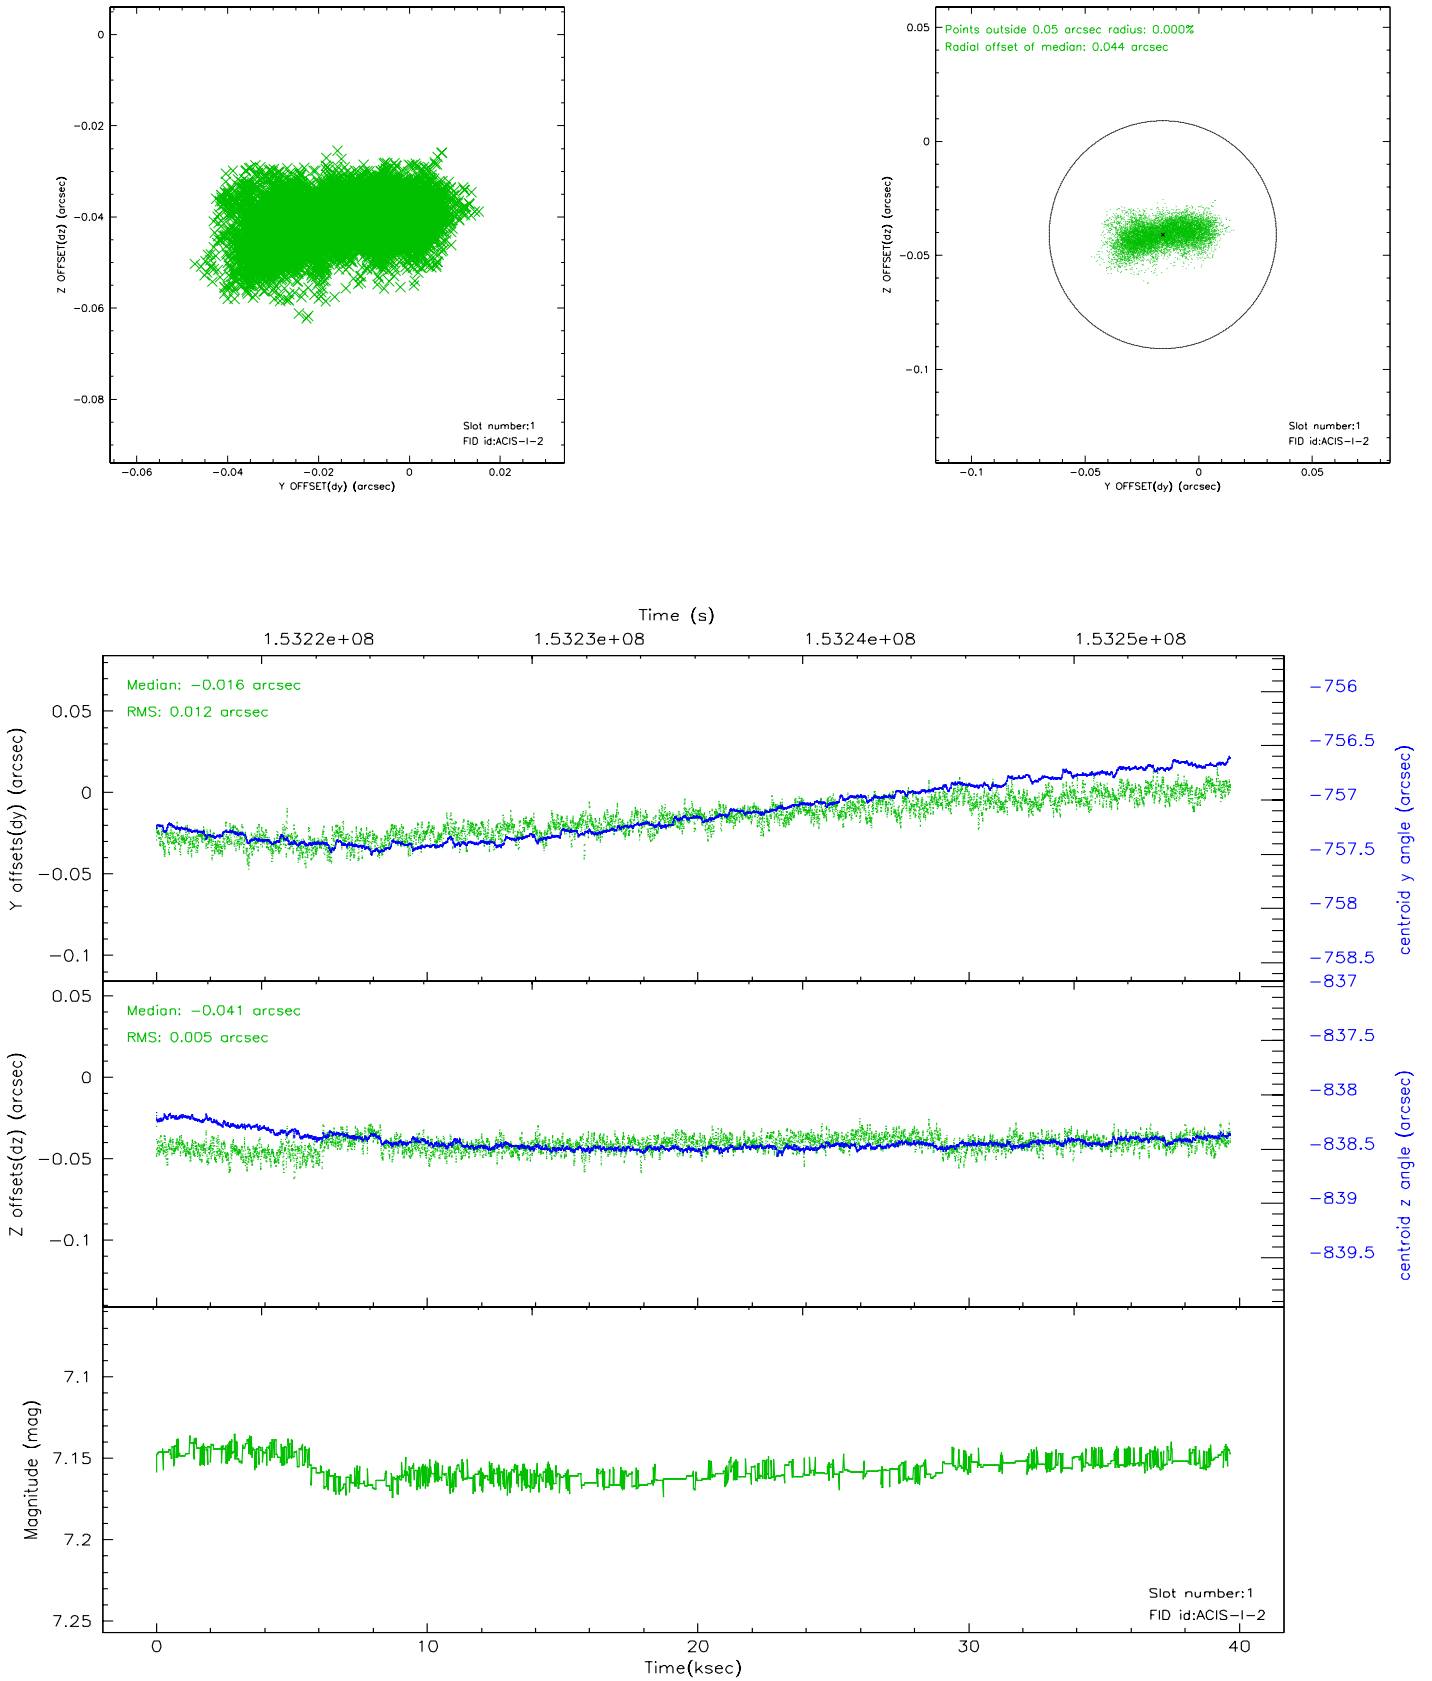 0
−0.02
−0.04
−0.06
−0.08
Z OFFSET(dz) (arcsec)
Slot number:1
FID id:ACIS−I−2
−0.06
−0.04
−0.02
0
0.02
Y OFFSET(dy) (arcsec)
Points outside 0.05 arcsec radius: 0.000%
Radial offset of median: 0.044 arcsec
0.05
0
−0.05
−0.1
Z OFFSET(dz) (arcsec)
Slot number:1
FID id:ACIS−I−2
−0.1
−0.05
0
0.05
Y OFFSET(dy) (arcsec)
Time (s)
1.5322e+08
1.5323e+08
1.5324e+08
1.5325e+08
Median: −0.016 arcsec
RMS: 0.012 arcsec
0.05
0
−0.05
−0.1
Y offsets(dy) (arcsec)
−756
−756.5
−757
−757.5
−758
−758.5
centroid y angle (arcsec)
Median: −0.041 arcsec
RMS: 0.005 arcsec
0.05
0
−0.05
−0.1
Z offsets(dz) (arcsec)
−837
−837.5
−838
−838.5
−839
−839.5
centroid z angle (arcsec)
7.1
7.15
7.2
7.25
Magnitude (mag)
Slot number:1
FID id:ACIS−I−2
0
10
20
30
40
Time(ksec)